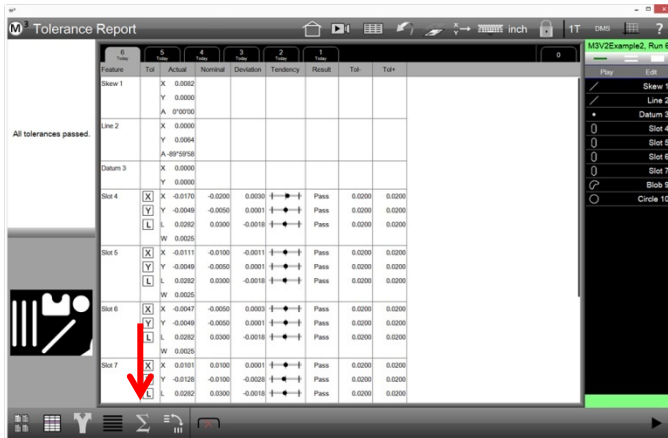 M³
M³ Tolerance Report
inch
1T
DMS
?
6 Today
5 Today
4 Today
3 Today
2 Today
1 Today
0
M3V2Example2, Run 6
Feature Tol Actual Nominal Deviation Tendency Result Tol- Tol+
Play Edit
Skew 1 X 0.0082
Y 0.0000
A 0°00'00
Line 2 X 0.0000
Y 0.0064
A -89°59'58
Datum 3 X 0.0000
Y 0.0000
Slot 4 X X -0.0170 -0.0200 0.0030 Pass 0.0200 0.0200
Y Y -0.0049 -0.0050 0.0001 Pass 0.0200 0.0200
L L 0.0282 0.0300 -0.0018 Pass 0.0200 0.0200
W 0.0025
Slot 5 X X -0.0111 -0.0100 -0.0011 Pass 0.0200 0.0200
Y Y -0.0049 -0.0050 0.0001 Pass 0.0200 0.0200
L L 0.0282 0.0300 -0.0018 Pass 0.0200 0.0200
W 0.0025
Slot 6 X X -0.0047 -0.0050 0.0003 Pass 0.0200 0.0200
Y Y -0.0049 -0.0050 0.0001 Pass 0.0200 0.0200
L L 0.0282 0.0300 -0.0018 Pass 0.0200 0.0200
W 0.0025
Slot 7 X X 0.0101 0.0100 0.0001 Pass 0.0200 0.0200
Y -0.0128 -0.0100 -0.0028 Pass 0.0200 0.0200
L L 0.0282 0.0300 -0.0018 Pass 0.0200 0.0200
All tolerances passed.
Skew 1
Line 2
Datum 3
Slot 4
Slot 5
Slot 6
Slot 7
Blob 9
Circle 10
Σ